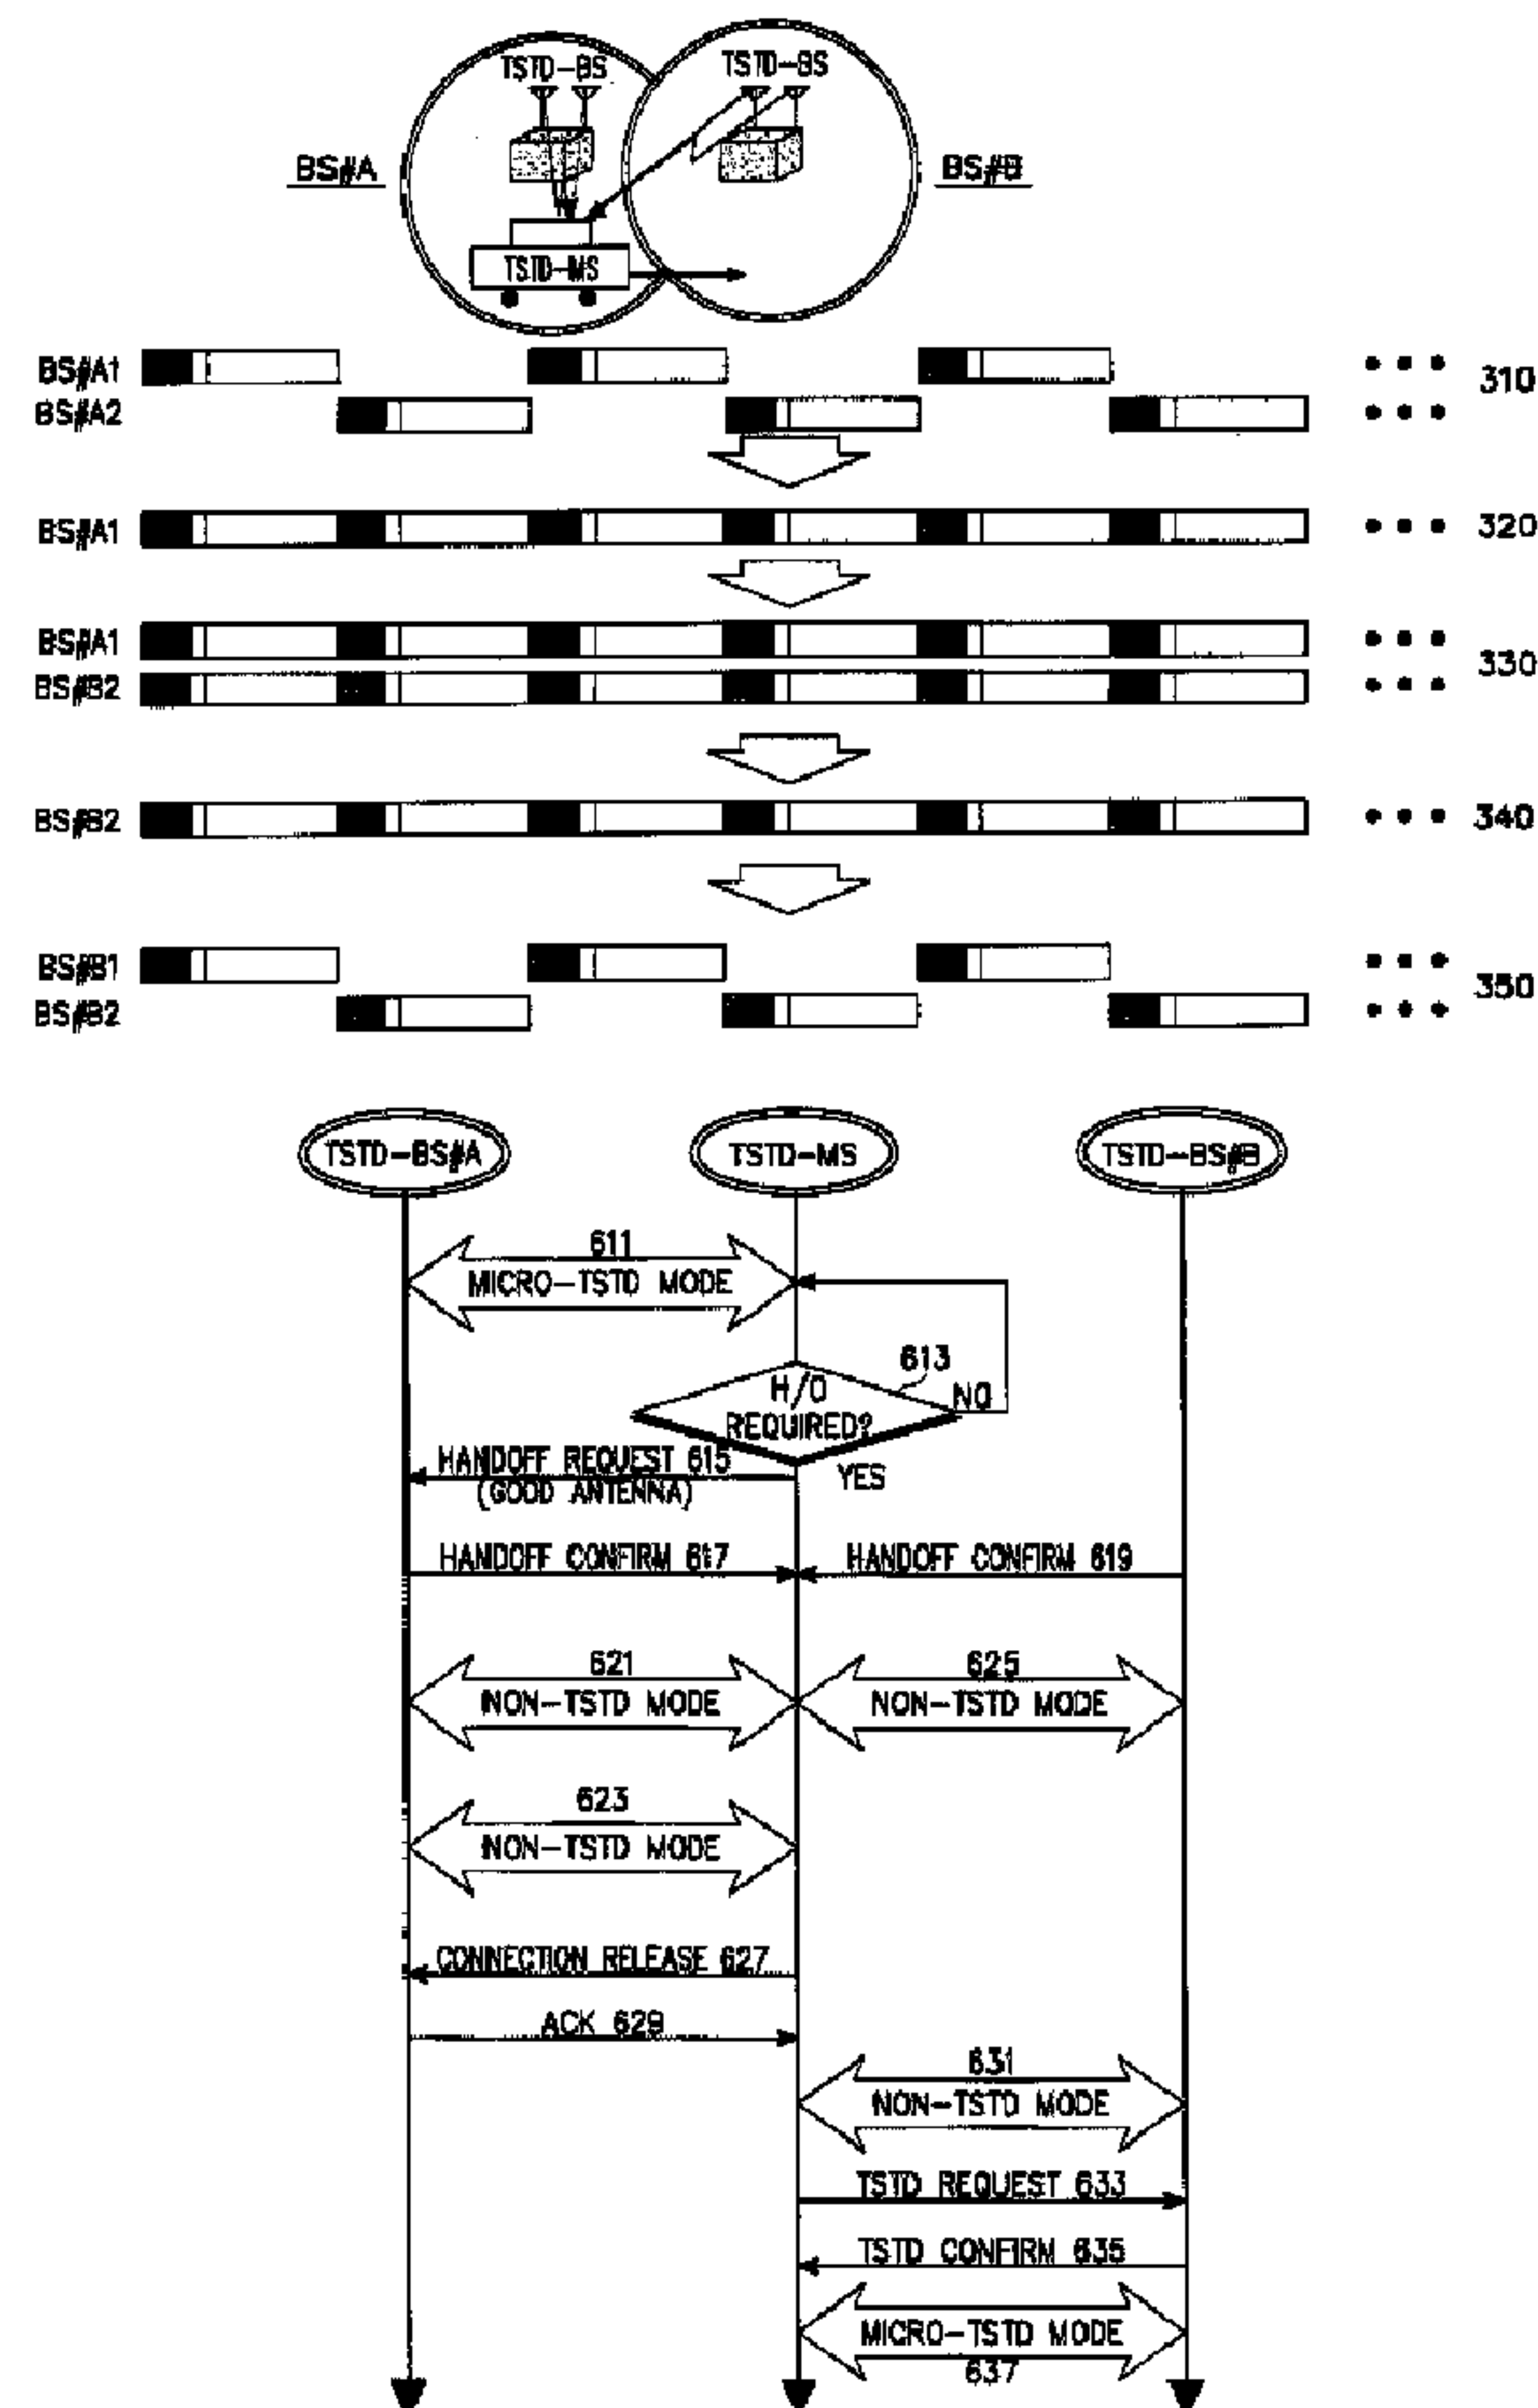 TSTD-BS TSTD-BS
BS#A BS#B
TSTD-MS
BS#A1
BS#A2
310
BS#A1 320
BS#A1
BS#B2
330
BS#B2 340
BS#B1
BS#B2
350
TSTD-BS#A TSTD-MS TSTD-BS#B
611
MICRO-TSTD MODE
613
H/O
REQUIRED?
NO
YES
HANDOFF REQUEST 615
(GOOD ANTENNA)
HANDOFF CONFIRM 617 HANDOFF CONFIRM 619
621 625
NON-TSTD MODE NON-TSTD MODE
623
NON-TSTD MODE
CONNECTION RELEASE 627
ACK 629
631
NON-TSTD MODE
TSTD REQUEST 633
TSTD CONFIRM 635
MICRO-TSTD MODE
637